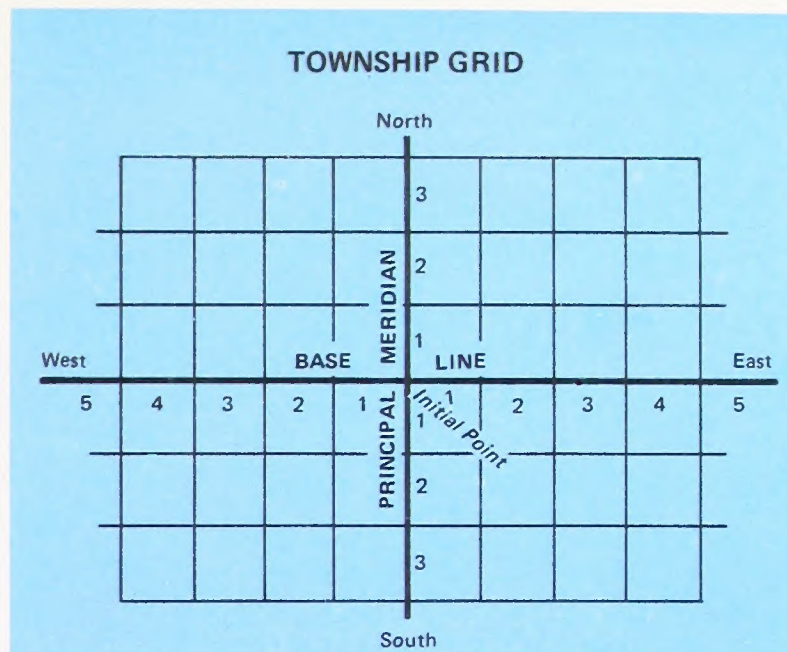 TOWNSHIP GRID
North
3
2
1
PRINCIPAL MERIDIAN
West
BASE LINE
East
5 4 3 2 1 1 2 3 4 5
Initial Point
1
2
3
South